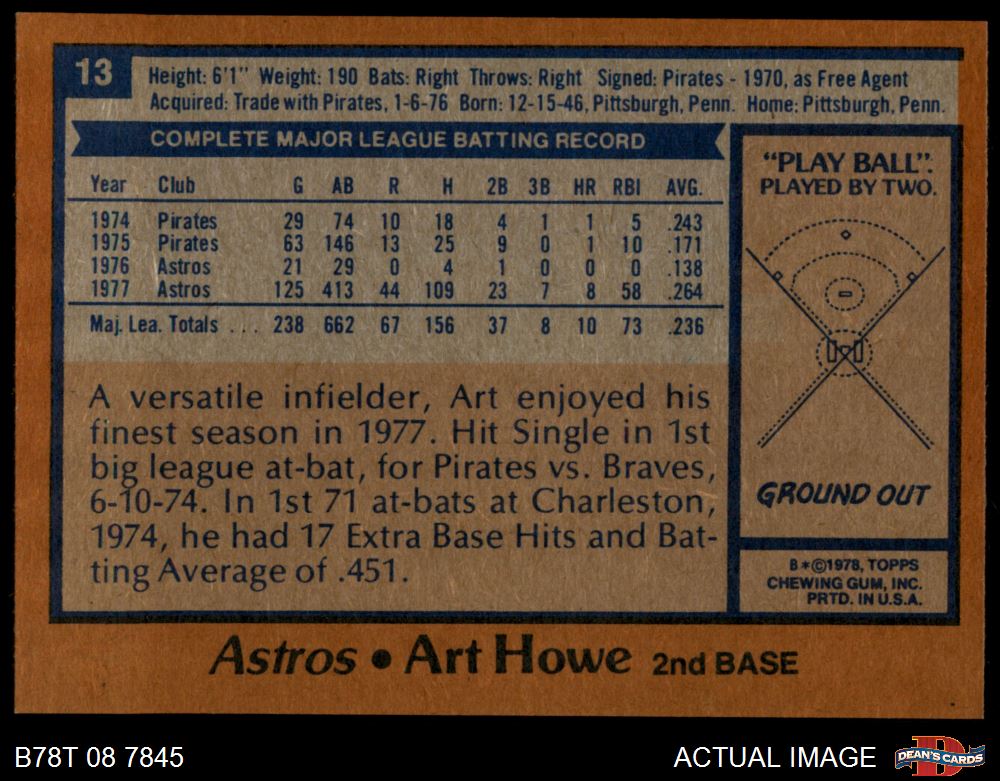 13
Height: 6'1" Weight: 190 Bats: Right Throws: Right Signed: Pirates - 1970, as Free Agent
Acquired: Trade with Pirates, 1-6-76 Born: 12-15-46, Pittsburgh, Penn. Home: Pittsburgh, Penn.
COMPLETE MAJOR LEAGUE BATTING RECORD
Year Club G AB R H 2B 3B HR RBI AVG.
1974 Pirates 29 74 10 18 4 1 1 5 .243
1975 Pirates 63 146 13 25 9 0 1 10 .171
1976 Astros 21 29 0 4 1 0 0 0 .138
1977 Astros 125 413 44 109 23 7 8 58 .264
Maj. Lea. Totals . . . 238 662 67 156 37 8 10 73 .236
A versatile infielder, Art enjoyed his
finest season in 1977. Hit Single in 1st
big league at-bat, for Pirates vs. Braves,
6-10-74. In 1st 71 at-bats at Charleston,
1974, he had 17 Extra Base Hits and Bat-
ting Average of .451.
"PLAY BALL".
PLAYED BY TWO.
GROUND OUT
B*©1978, TOPPS
CHEWING GUM, INC.
PRTD. IN U.S.A.
Astros • Art Howe 2nd BASE
B78T 08 7845
ACTUAL IMAGE
D
DEAN'S CARDS